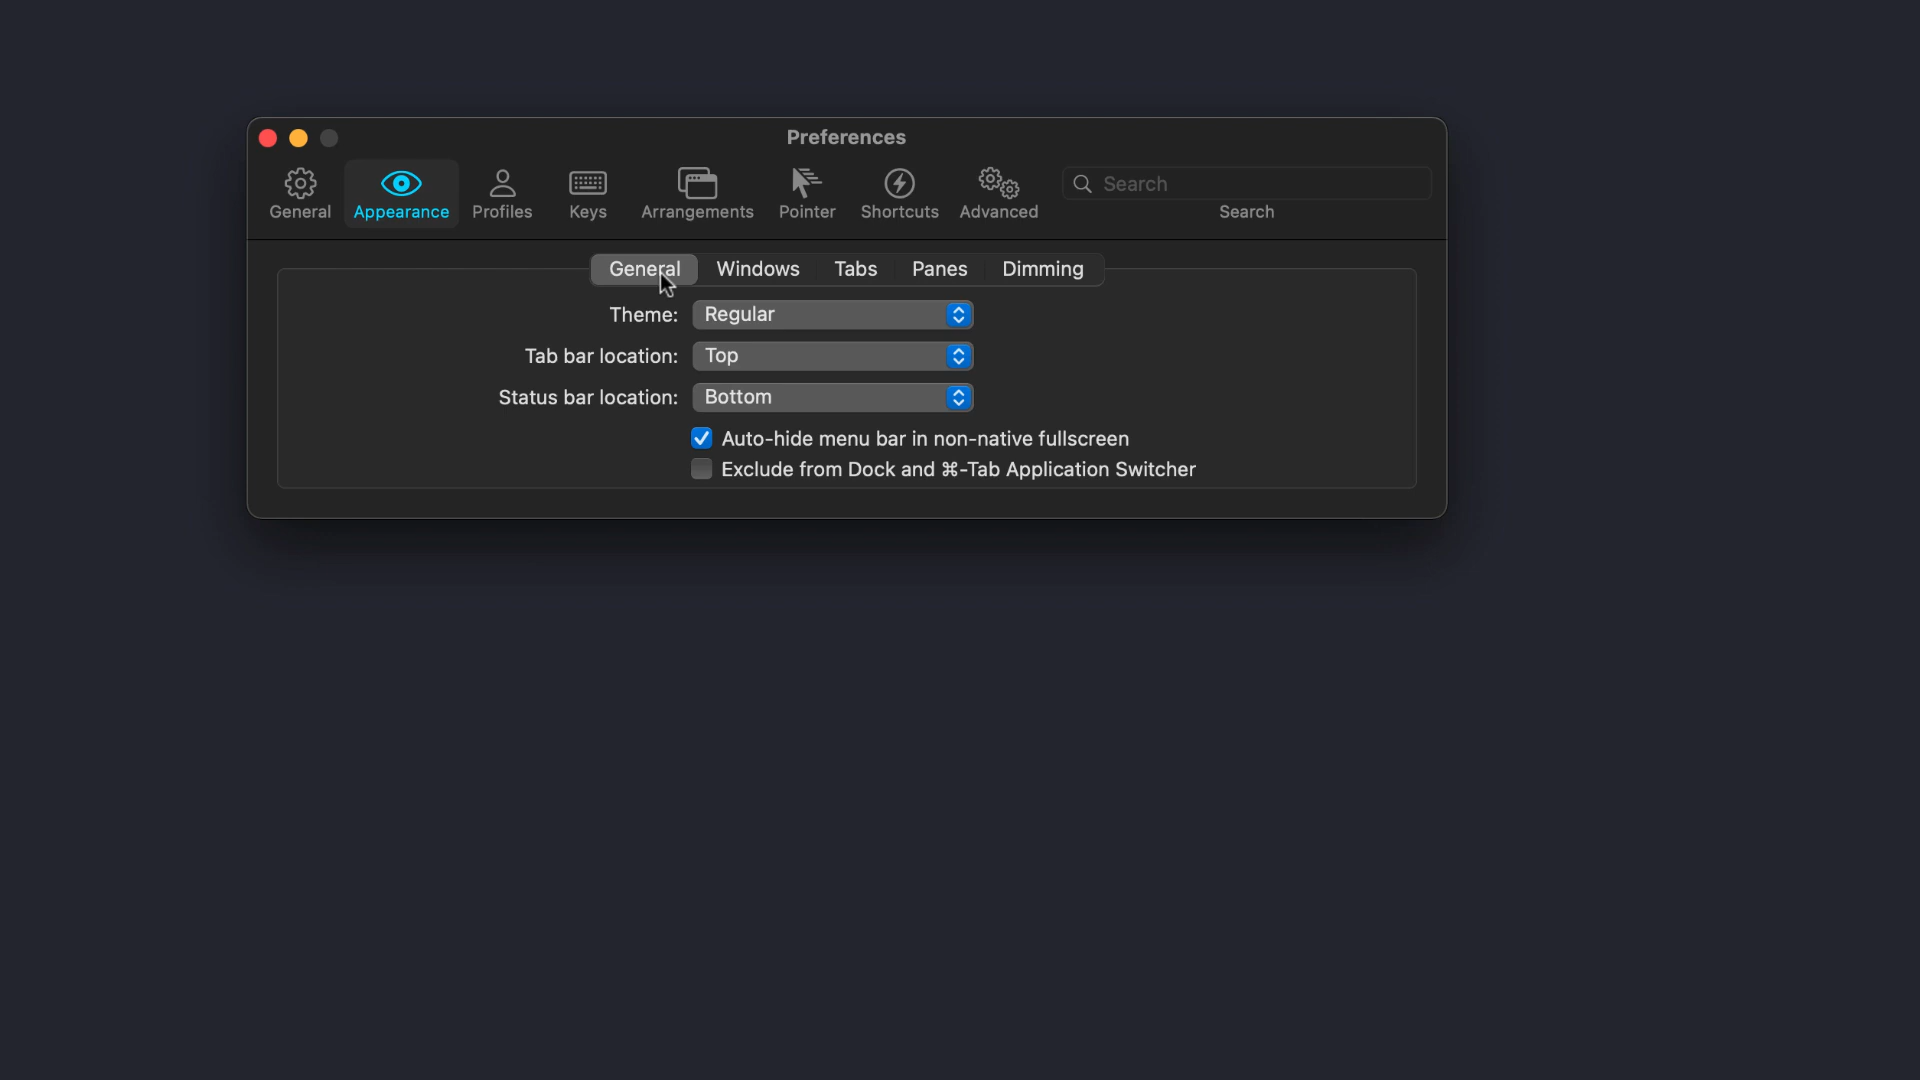 Preferences
General Appearance Profiles Keys Arrangements Pointer Shortcuts Advanced Search
Search
General Windows Tabs Panes Dimming
Theme: Regular
Tab bar location: Top
Status bar location: Bottom
Auto-hide menu bar in non-native fullscreen
Exclude from Dock and ⌘-Tab Application Switcher